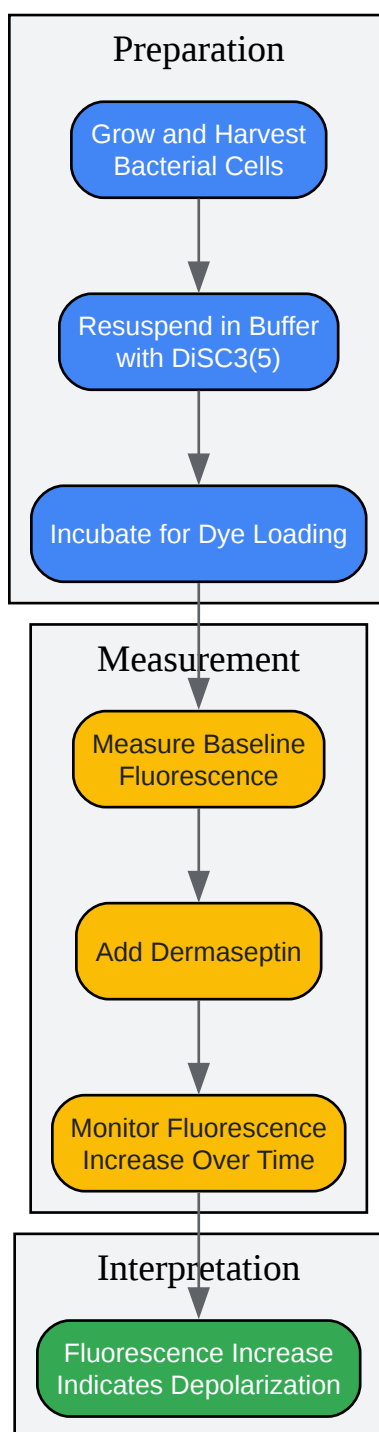 Preparation
Grow and Harvest
Bacterial Cells
Resuspend in Buffer
with DiSC3(5)
Incubate for Dye Loading
Measurement
Measure Baseline
Fluorescence
Add Dermaseptin
Monitor Fluorescence
Increase Over Time
Interpretation
Fluorescence Increase
Indicates Depolarization